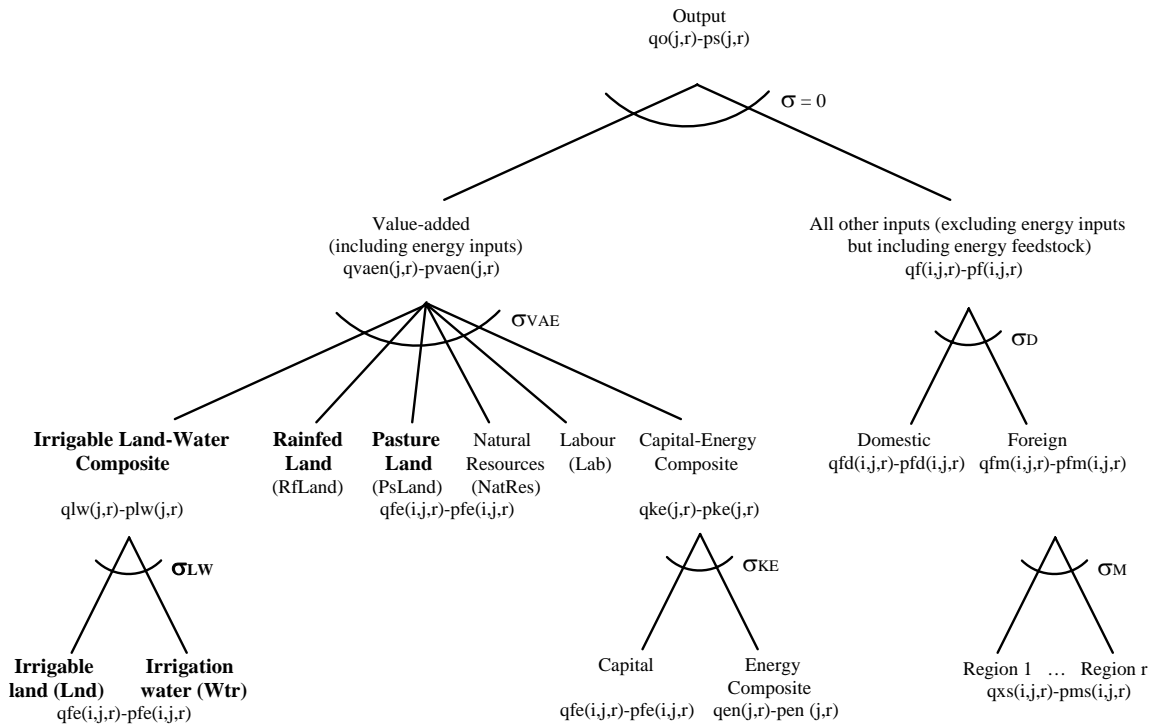 Output
qo(j,r)-ps(j,r)
σ = 0
Value-added
(including energy inputs)
qvaen(j,r)-pvaen(j,r)
All other inputs (excluding energy inputs
but including energy feedstock)
qf(i,j,r)-pf(i,j,r)
σVAE
σD
Irrigable Land-Water
Composite
qlw(j,r)-plw(j,r)
Rainfed
Land
(RfLand)
Pasture
Land
(PsLand)
Natural
Resources
(NatRes)
qfe(i,j,r)-pfe(i,j,r)
Labour
(Lab)
Capital-Energy
Composite
qke(j,r)-pke(j,r)
Domestic
qfd(i,j,r)-pfd(i,j,r)
Foreign
qfm(i,j,r)-pfm(i,j,r)
σLW
σKE
σM
Irrigable
land (Lnd)
Irrigation
water (Wtr)
qfe(i,j,r)-pfe(i,j,r)
Capital
qfe(i,j,r)-pfe(i,j,r)
Energy
Composite
qen(j,r)-pen (j,r)
Region 1 … Region r
qxs(i,j,r)-pms(i,j,r)